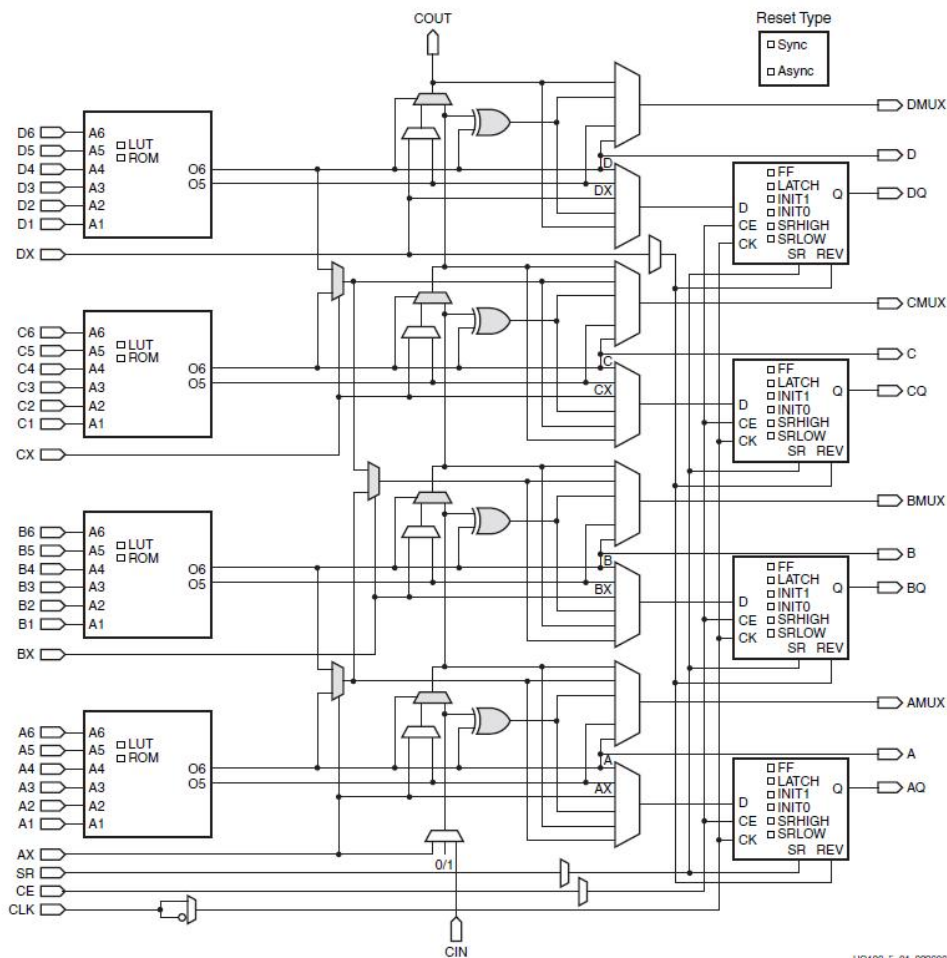 COUT
Reset Type
Sync
Async
DMUX
D6
D5
D4
D3
D2
D1
DX
A6
A5
A4
A3
A2
A1
LUT
ROM
O6
O5
D
DX
D
FF
LATCH
INIT1
INIT0
SRHIGH
SRLOW
D
CE
CK
Q
SR REV
DQ
CMUX
C6
C5
C4
C3
C2
C1
CX
A6
A5
A4
A3
A2
A1
LUT
ROM
O6
O5
C
CX
C
FF
LATCH
INIT1
INIT0
SRHIGH
SRLOW
D
CE
CK
Q
SR REV
CQ
BMUX
B6
B5
B4
B3
B2
B1
BX
A6
A5
A4
A3
A2
A1
LUT
ROM
O6
O5
B
BX
B
FF
LATCH
INIT1
INIT0
SRHIGH
SRLOW
D
CE
CK
Q
SR REV
BQ
AMUX
A6
A5
A4
A3
A2
A1
AX
A6
A5
A4
A3
A2
A1
LUT
ROM
O6
O5
A
AX
A
FF
LATCH
INIT1
INIT0
SRHIGH
SRLOW
D
CE
CK
Q
SR REV
AQ
0/1
SR
CE
CLK
CIN